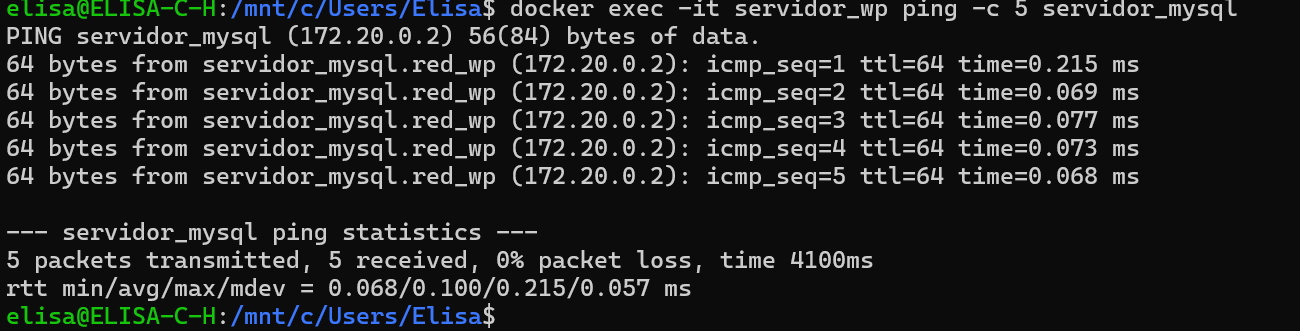 elisa@ELISA-C-H:/mnt/c/Users/Elisa$ docker exec -it servidor_wp ping -c 5 servidor_mysql
PING servidor_mysql (172.20.0.2) 56(84) bytes of data.
64 bytes from servidor_mysql.red_wp (172.20.0.2): icmp_seq=1 ttl=64 time=0.215 ms
64 bytes from servidor_mysql.red_wp (172.20.0.2): icmp_seq=2 ttl=64 time=0.069 ms
64 bytes from servidor_mysql.red_wp (172.20.0.2): icmp_seq=3 ttl=64 time=0.077 ms
64 bytes from servidor_mysql.red_wp (172.20.0.2): icmp_seq=4 ttl=64 time=0.073 ms
64 bytes from servidor_mysql.red_wp (172.20.0.2): icmp_seq=5 ttl=64 time=0.068 ms
--- servidor_mysql ping statistics ---
5 packets transmitted, 5 received, 0% packet loss, time 4100ms
rtt min/avg/max/mdev = 0.068/0.100/0.215/0.057 ms
elisa@ELISA-C-H:/mnt/c/Users/Elisa$